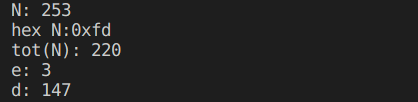 N: 253
hex N:0xfd
tot(N): 220
e: 3
d: 147